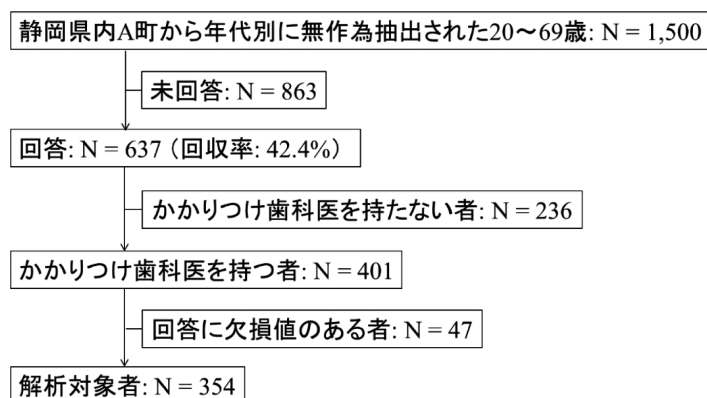 静岡県内A町から年代別に無作為抽出された20〜69歳: N = 1,500
未回答: N = 863
回答: N = 637 (回収率: 42.4%)
かかりつけ歯科医を持たない者: N = 236
かかりつけ歯科医を持つ者: N = 401
回答に欠損値のある者: N = 47
解析対象者: N = 354